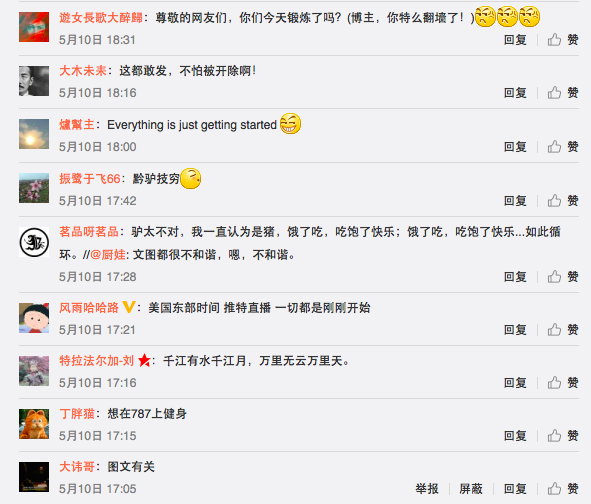 遊女長歌大醉歸：尊敬的网友们，你们今天锻炼了吗？(博主，你特么翻墙了！)
5月10日 18:31 回复 赞
大木未素：这都敢发，不怕被开除啊！
5月10日 18:16 回复 赞
爐幫主：Everything is just getting started
5月10日 18:00 回复 赞
振鹭于飞66：黔驴技穷
5月10日 17:42 回复 赞
茗品呀茗品：驴太不对，我一直认为是猪，饿了吃，吃饱了快乐；饿了吃，吃饱了快乐...如此循
环。//@厨娃: 文图都很不和谐，嗯，不和谐。
5月10日 17:28 回复 赞
风雨哈哈路：美国东部时间 推特直播 一切都是刚刚开始
5月10日 17:21 回复 赞
特拉法尔加-刘：千江有水千江月，万里无云万里天。
5月10日 17:16 回复 赞
丁胖猫：想在787上健身
5月10日 17:15 回复 赞
大讳哥：图文有关
5月10日 17:05 举报 屏蔽 回复 赞